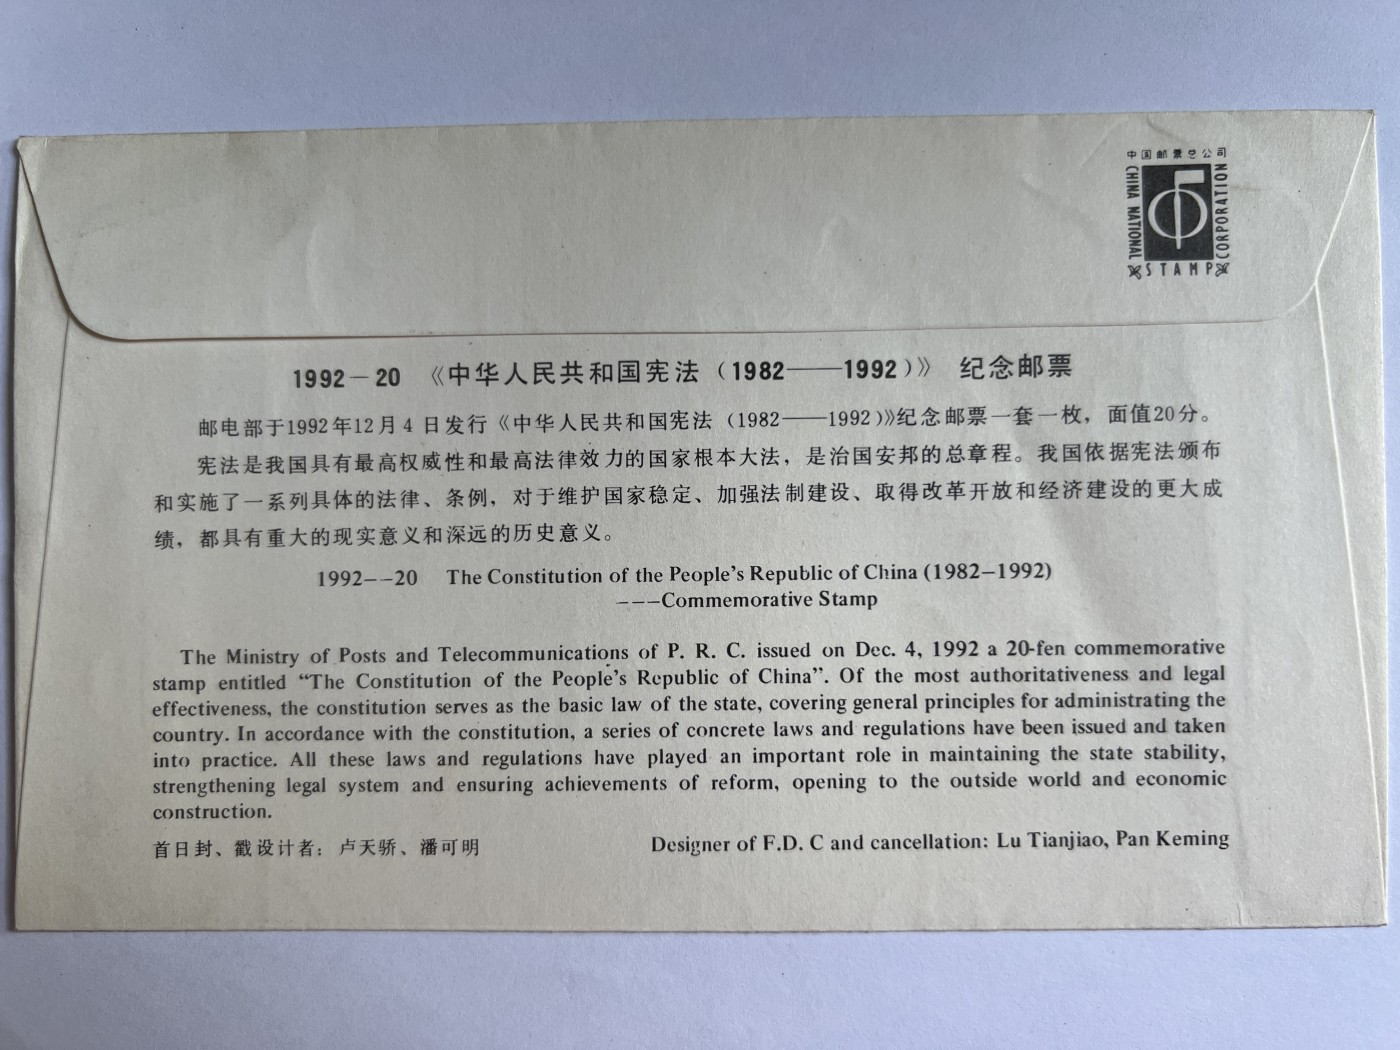 中国邮票总公司
CHINA NATIONAL
STAMP
CORPORATION
1992－20 《中华人民共和国宪法（1982——1992）》 纪念邮票
邮电部于1992年12月4日发行《中华人民共和国宪法（1982——1992）》纪念邮票一套一枚，面值20分。
宪法是我国具有最高权威性和最高法律效力的国家根本大法，是治国安邦的总章程。我国依据宪法颁布
和实施了一系列具体的法律、条例，对于维护国家稳定、加强法制建设、取得改革开放和经济建设的更大成
绩，都具有重大的现实意义和深远的历史意义。
1992--20 The Constitution of the People's Republic of China (1982–1992)
---Commemorative Stamp
The Ministry of Posts and Telecommunications of P. R. C. issued on Dec. 4, 1992 a 20-fen commemorative
stamp entitled “The Constitution of the People's Republic of China”. Of the most authoritativeness and legal
effectiveness, the constitution serves as the basic law of the state, covering general principles for administrating the
country. In accordance with the constitution, a series of concrete laws and regulations have been issued and taken
into practice. All these laws and regulations have played an important role in maintaining the state stability,
strengthening legal system and ensuring achievements of reform, opening to the outside world and economic
construction.
首日封、戳设计者：卢天骄、潘可明
Designer of F.D. C and cancellation: Lu Tianjiao, Pan Keming